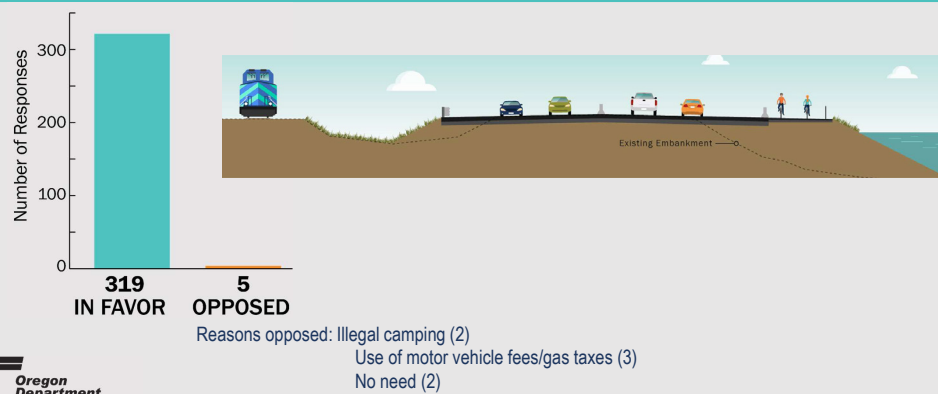 Number of Responses
300
200
100
0
319
IN FAVOR
5
OPPOSED
Existing Embankment
Reasons opposed: Illegal camping (2)
Use of motor vehicle fees/gas taxes (3)
No need (2)
Oregon
Department